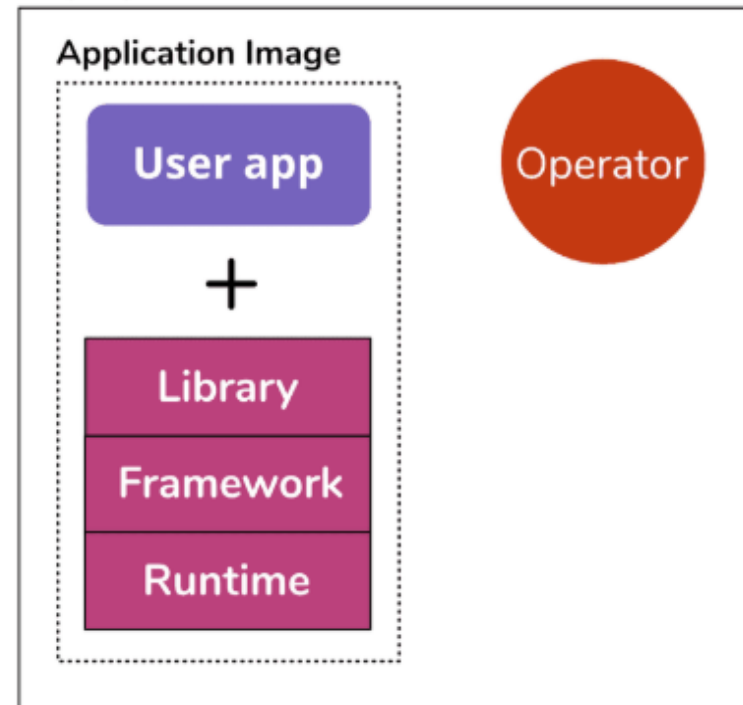 Application Image
User app
+
Library
Framework
Runtime
Operator